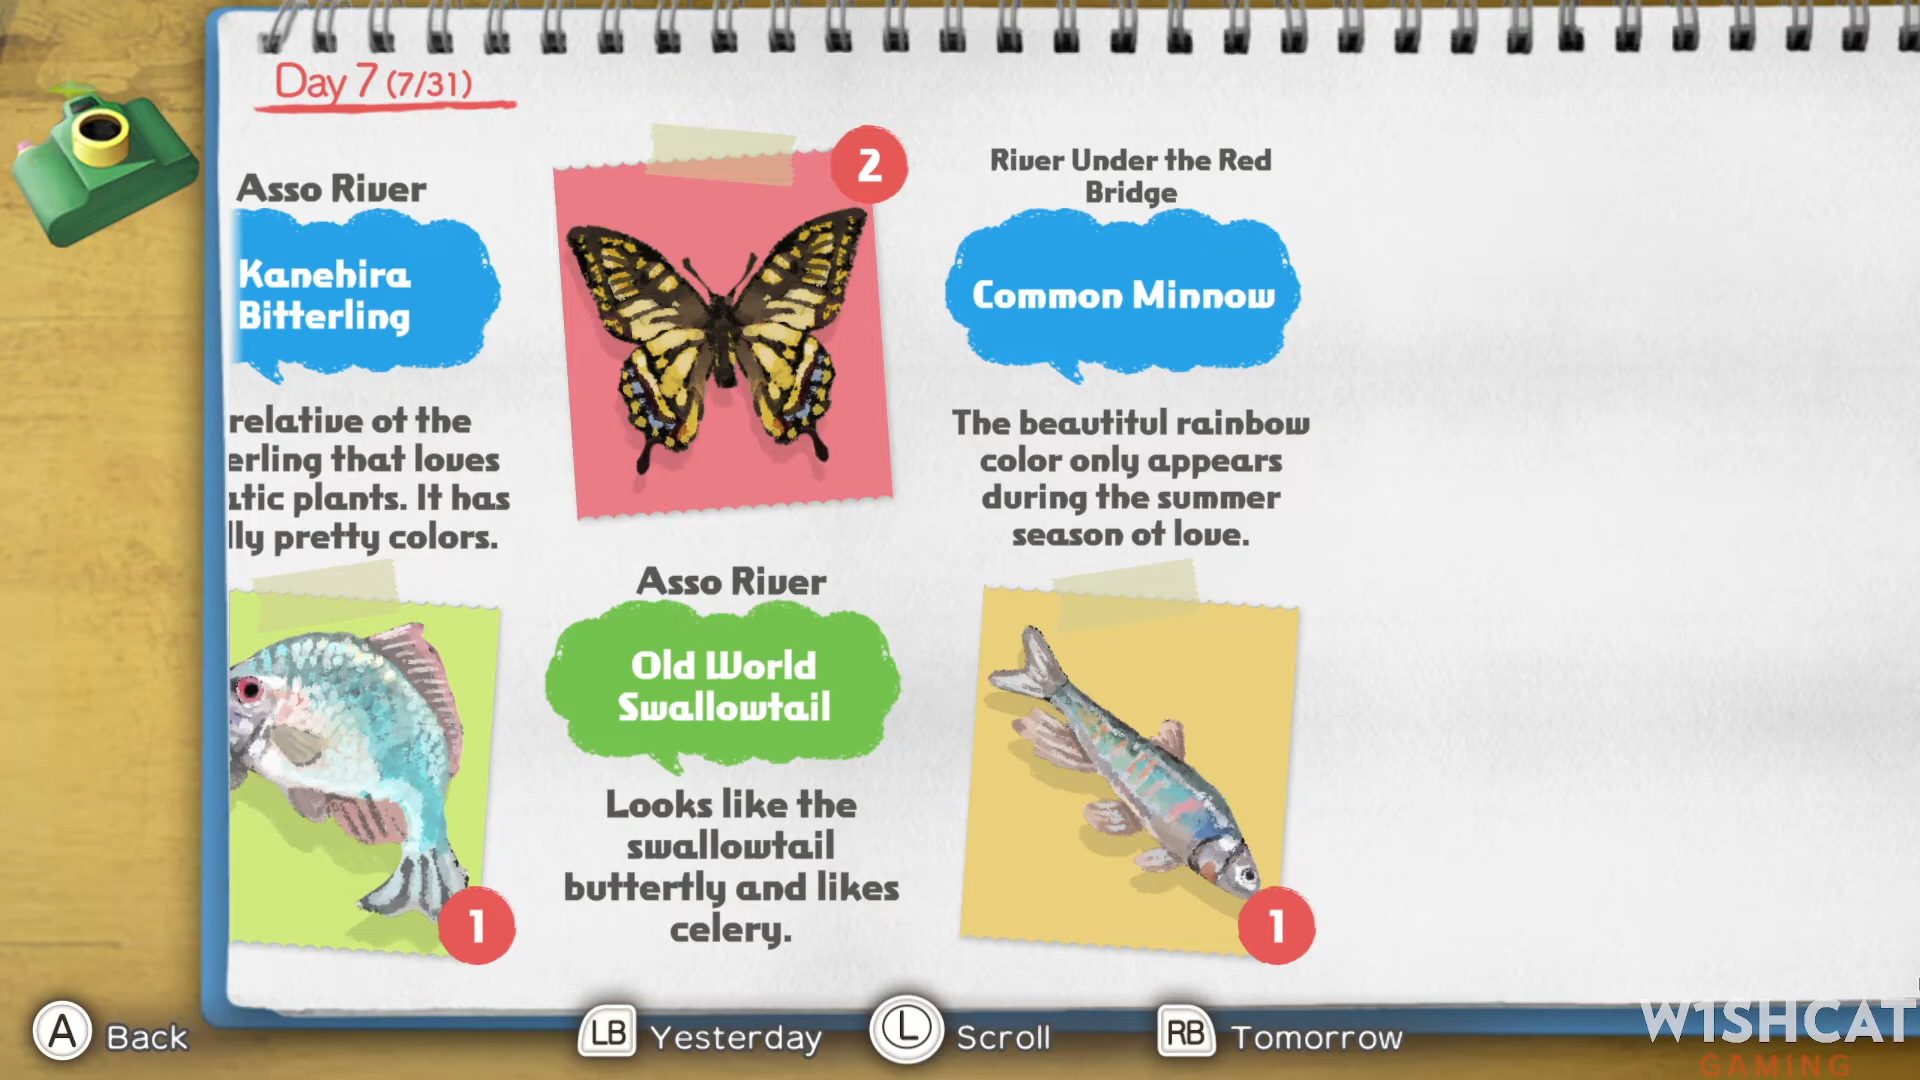 Day 7 (7/31)
Asso River
Kanehira
Bitterling
relative of the
erling that loves
atic plants. It has
lly pretty colors.
1
2
Asso River
Old World
Swallowtail
Looks like the
swallowtail
butterfly and likes
celery.
River Under the Red
Bridge
Common Minnow
The beautiful rainbow
color only appears
during the summer
season of love.
1
A Back
LB Yesterday
L Scroll
RB Tomorrow
W1SHCAT
GAMING